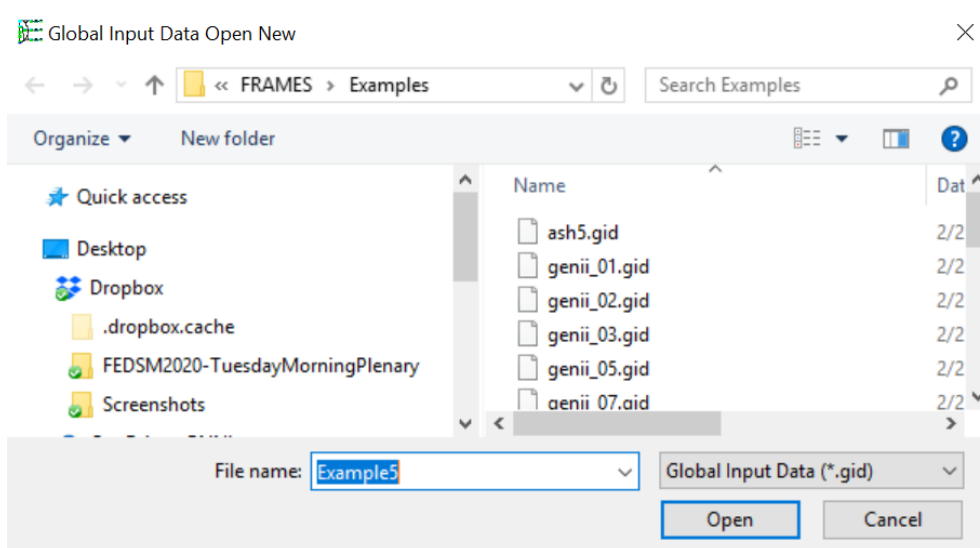 Global Input Data Open New
« FRAMES > Examples
Search Examples
Organize
New folder
?
Quick access
Desktop
Dropbox
.dropbox.cache
FEDSM2020-TuesdayMorningPlenary
Screenshots
Name
Dat
ash5.gid
2/2
genii_01.gid
2/2
genii_02.gid
2/2
genii_03.gid
2/2
genii_05.gid
2/2
genii_07.gid
2/2
File name:
Example5
Global Input Data (*.gid)
Open
Cancel